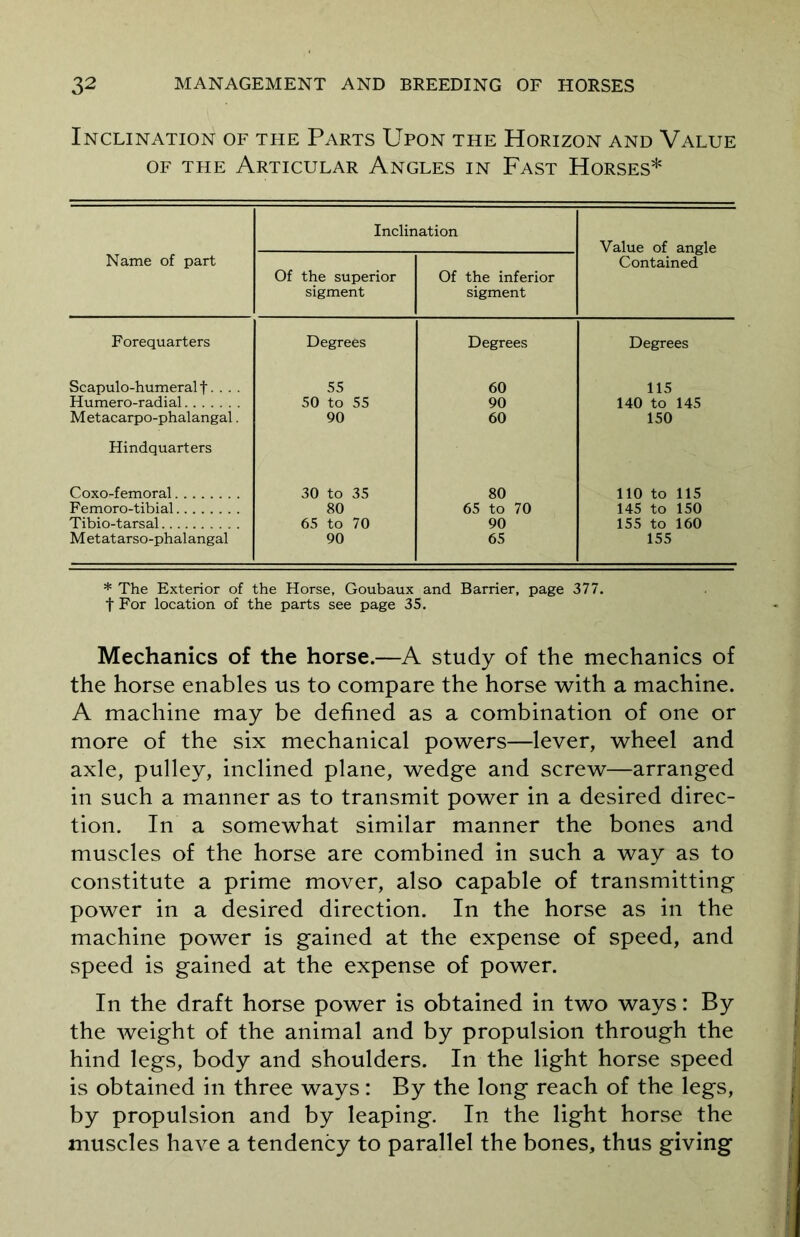 32 MANAGEMENT AND BREEDING OF HORSES
Inclination of the Parts Upon the Horizon and Value
of the Articular Angles in Fast Horses*
Name of part
Inclination
Value of angle
Contained
Of the superior
sigment
Of the inferior
sigment
Forequarters Degrees Degrees Degrees
Scapulo-humeral†. . . . 55 60 115
Humero-radial. . . . . . . 50 to 55 90 140 to 145
Metacarpo-phalangal. 90 60 150
Hindquarters
Coxo-femoral. . . . . . . . 30 to 35 80 110 to 115
Femoro-tibial. . . . . . . . 80 65 to 70 145 to 150
Tibio-tarsal. . . . . . . . . . 65 to 70 90 155 to 160
Metatarso-phalangal 90 65 155
* The Exterior of the Horse, Goubaux and Barrier, page 377.
† For location of the parts see page 35.
Mechanics of the horse.—A study of the mechanics of
the horse enables us to compare the horse with a machine.
A machine may be defined as a combination of one or
more of the six mechanical powers—lever, wheel and
axle, pulley, inclined plane, wedge and screw—arranged
in such a manner as to transmit power in a desired direc-
tion. In a somewhat similar manner the bones and
muscles of the horse are combined in such a way as to
constitute a prime mover, also capable of transmitting
power in a desired direction. In the horse as in the
machine power is gained at the expense of speed, and
speed is gained at the expense of power.
In the draft horse power is obtained in two ways: By
the weight of the animal and by propulsion through the
hind legs, body and shoulders. In the light horse speed
is obtained in three ways: By the long reach of the legs,
by propulsion and by leaping. In the light horse the
muscles have a tendency to parallel the bones, thus giving